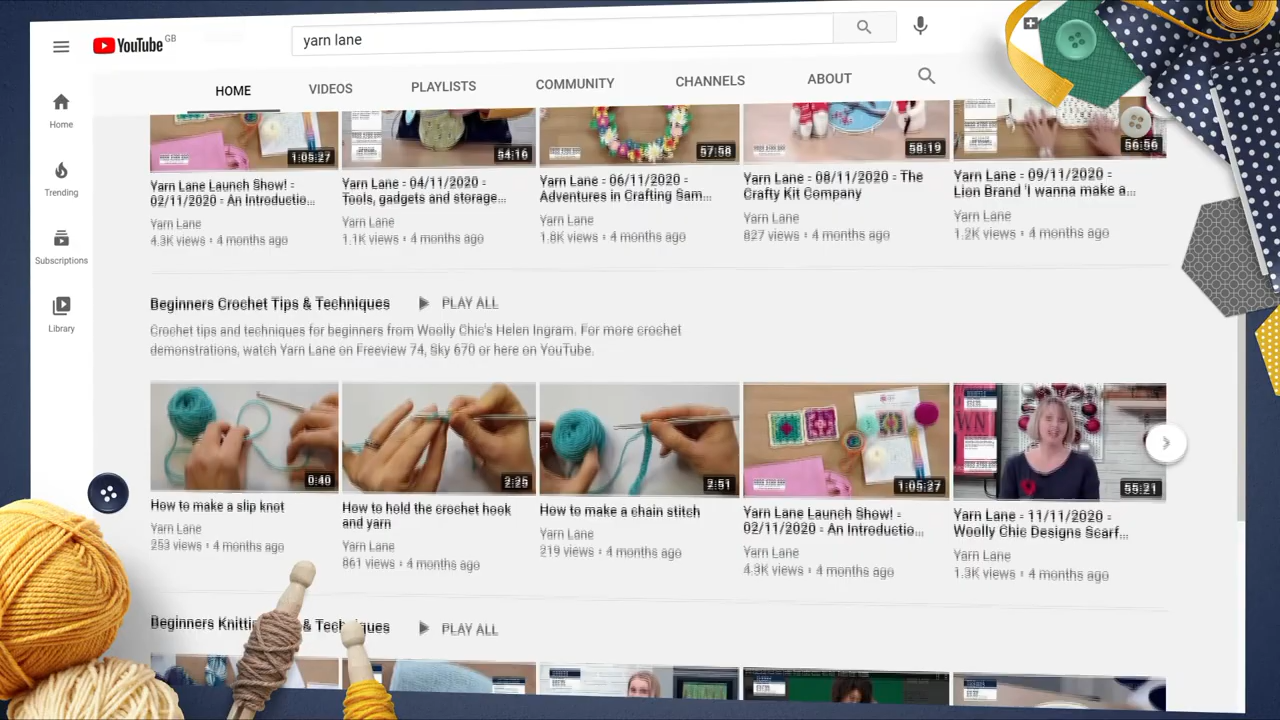 YouTube GB
yarn lane
HOME VIDEOS PLAYLISTS COMMUNITY CHANNELS ABOUT
Home
Trending
Subscriptions
Library
1:05:27
54:16
57:58
58:19
56:56
Yarn Lane Launch Show! -
02/11/2020 - An Introductio...
Yarn Lane
4.3K views • 4 months ago
Yarn Lane - 04/11/2020 -
Tools, gadgets and storage...
Yarn Lane
1.1K views • 4 months ago
Yarn Lane - 06/11/2020 -
Adventures in Crafting Sam...
Yarn Lane
1.8K views • 4 months ago
Yarn Lane - 08/11/2020 - The
Crafty Kit Company
Yarn Lane
827 views • 4 months ago
Yarn Lane - 09/11/2020 -
Lion Brand 'I wanna make a...
Yarn Lane
1.2K views • 4 months ago
Beginners Crochet Tips & Techniques PLAY ALL
Crochet tips and techniques for beginners from Woolly Chic's Helen Ingram. For more crochet
demonstrations, watch Yarn Lane on Freeview 74, Sky 670 or here on YouTube.
0:40
2:25
2:51
1:05:27
55:21
How to make a slip knot
Yarn Lane
253 views • 4 months ago
How to hold the crochet hook
and yarn
Yarn Lane
861 views • 4 months ago
How to make a chain stitch
Yarn Lane
219 views • 4 months ago
Yarn Lane Launch Show! -
02/11/2020 - An Introductio...
Yarn Lane
4.3K views • 4 months ago
Yarn Lane - 11/11/2020 -
Woolly Chic Designs Scarf...
Yarn Lane
1.3K views • 4 months ago
Beginners Knitti & Techniques PLAY ALL